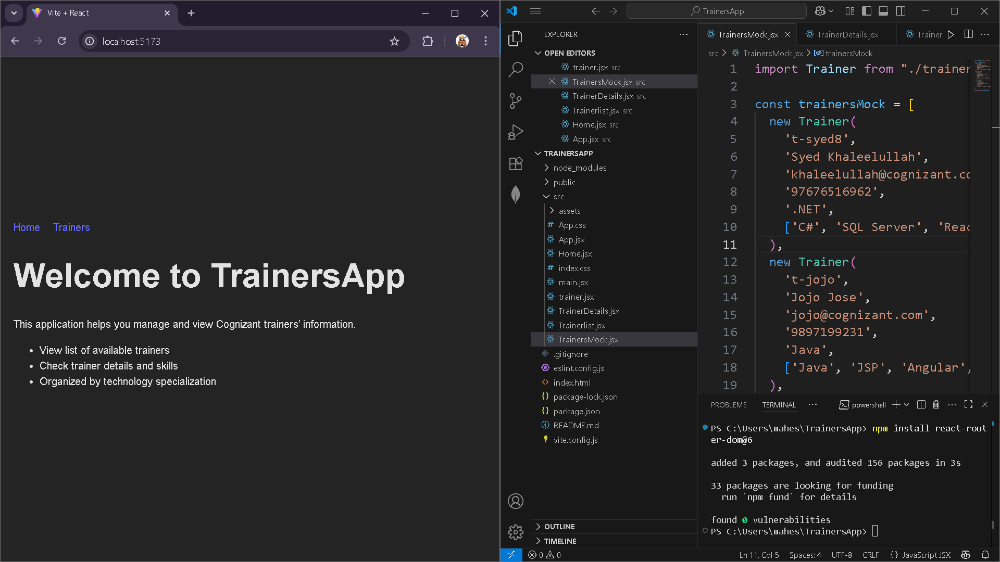 Vite + React
localhost:5173
Home Trainers
Welcome to TrainersApp
This application helps you manage and view Cognizant trainers’ information.
• View list of available trainers
• Check trainer details and skills
• Organized by technology specialization
TrainersApp
EXPLORER
OPEN EDITORS
trainer.jsx src
TrainersMock.jsx src
TrainerDetails.jsx src
Trainerlist.jsx src
Home.jsx src
App.jsx src
TRAINERSAPP
node_modules
public
src
assets
App.css
App.jsx
Home.jsx
index.css
main.jsx
trainer.jsx
TrainerDetails.jsx
Trainerlist.jsx
TrainersMock.jsx
.gitignore
eslint.config.js
index.html
package-lock.json
package.json
README.md
vite.config.js
OUTLINE
TIMELINE
TrainersMock.jsx TrainerDetails.jsx Trainer
src > TrainersMock.jsx > trainersMock
1 import Trainer from "./trainer
2
3 const trainersMock = [
4 new Trainer(
5 't-syed8',
6 'Syed Khaleelullah',
7 'khaleelullah@cognizant.co
8 '97676516962',
9 '.NET',
10 ['C#', 'SQL Server', 'Reac
11 ),
12 new Trainer(
13 't-jojo',
14 'Jojo Jose',
15 'jojo@cognizant.com',
16 '9897199231',
17 'Java',
18 ['Java', 'JSP', 'Angular',
19 ),
PROBLEMS TERMINAL powershell
PS C:\Users\mahes\TrainersApp> npm install react-rout
er-dom@6
added 3 packages, and audited 156 packages in 3s
33 packages are looking for funding
run `npm fund` for details
found 0 vulnerabilities
PS C:\Users\mahes\TrainersApp>
0 0 Ln 11, Col 5 Spaces: 4 UTF-8 CRLF {} JavaScript JSX